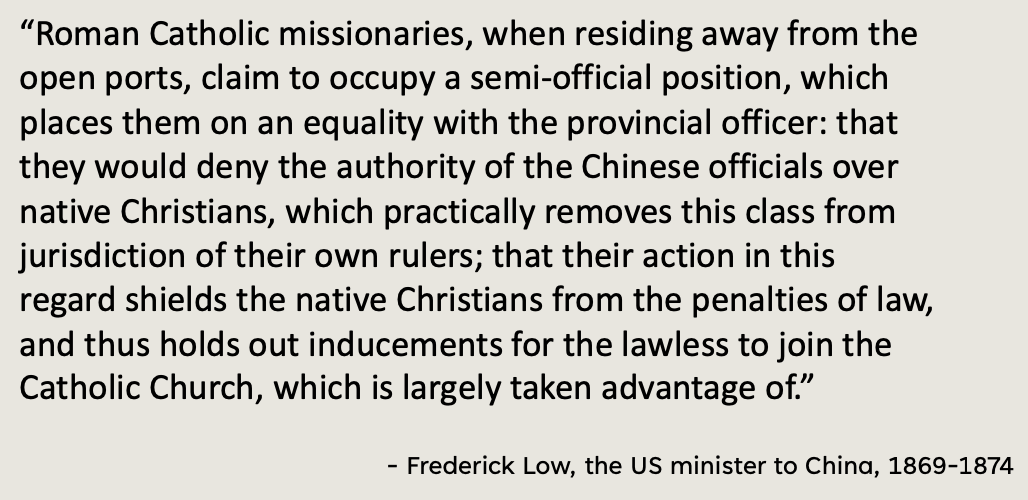 “Roman Catholic missionaries, when residing away from the
open ports, claim to occupy a semi-official position, which
places them on an equality with the provincial officer: that
they would deny the authority of the Chinese officials over
native Christians, which practically removes this class from
jurisdiction of their own rulers; that their action in this
regard shields the native Christians from the penalties of law,
and thus holds out inducements for the lawless to join the
Catholic Church, which is largely taken advantage of.”
- Frederick Low, the US minister to China, 1869-1874